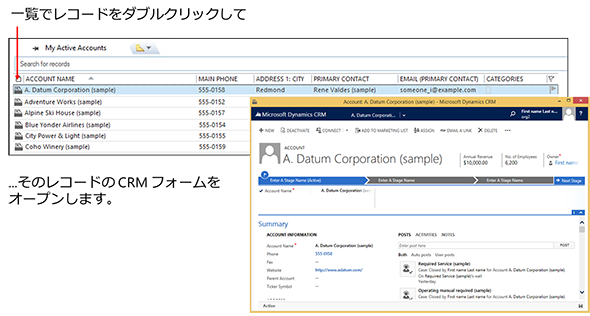 一覧でレコードをダブルクリックして
My Active Accounts
Search for records
ACCOUNT NAME MAIN PHONE ADDRESS 1: CITY PRIMARY CONTACT EMAIL (PRIMARY CONTACT) CATEGORIES
A. Datum Corporation (sample) 555-0158 Redmond Rene Valdes (sample) someone_i@example.com
Adventure Works (sample) 555-0152
Alpine Ski House (sample) 555-0157
Blue Yonder Airlines (sample) 555-0154
City Power & Light (sample) 555-0155
Coho Winery (sample) 555-0159
...そのレコードの CRM フォームを
オープンします。
Account: A. Datum Corporation (sample) - Microsoft Dynamics CRM
Microsoft Dynamics CRM A. Datum Corporation (... First name Last n...
org2
NEW DEACTIVATE CONNECT ADD TO MARKETING LIST ASSIGN EMAIL A LINK DELETE
ACCOUNT
A. Datum Corporation (sample)
Annual Revenue No. of Employees Owner*
$10,000.00 6,200 First name
Enter A Stage Name (Active) Enter A Stage Name Enter A Stage Name Next Stage
Account Name * A. Datum Corporation (samp
Summary
ACCOUNT INFORMATION
Account Name * A. Datum Corporation (sample)
Phone 555-0158
Fax --
Website http://www.adatum.com/
Parent Account --
Ticker Symbol --
POSTS ACTIVITIES NOTES
Enter post here POST
Both Auto posts User posts
Required Service (sample)
Case: Closed by First name Last name for Account A. Datum Corporation (sample).
On Required Service (sample)'s wall
Yesterday
Operating manual required (sample)
Case: Closed by First name Last name for Account A. Datum Corporation (sample).
Active